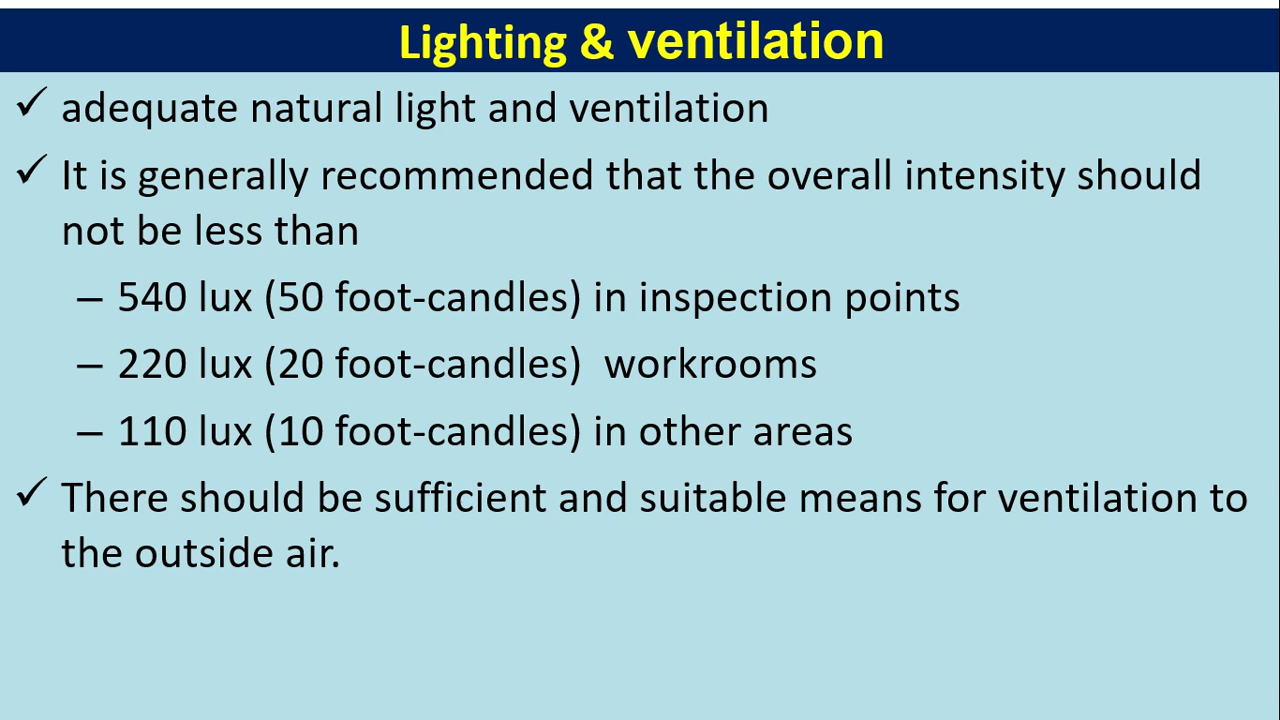 Lighting & ventilation
✓ adequate natural light and ventilation
✓ It is generally recommended that the overall intensity should
not be less than
– 540 lux (50 foot-candles) in inspection points
– 220 lux (20 foot-candles)  workrooms
– 110 lux (10 foot-candles) in other areas
✓ There should be sufficient and suitable means for ventilation to
the outside air.